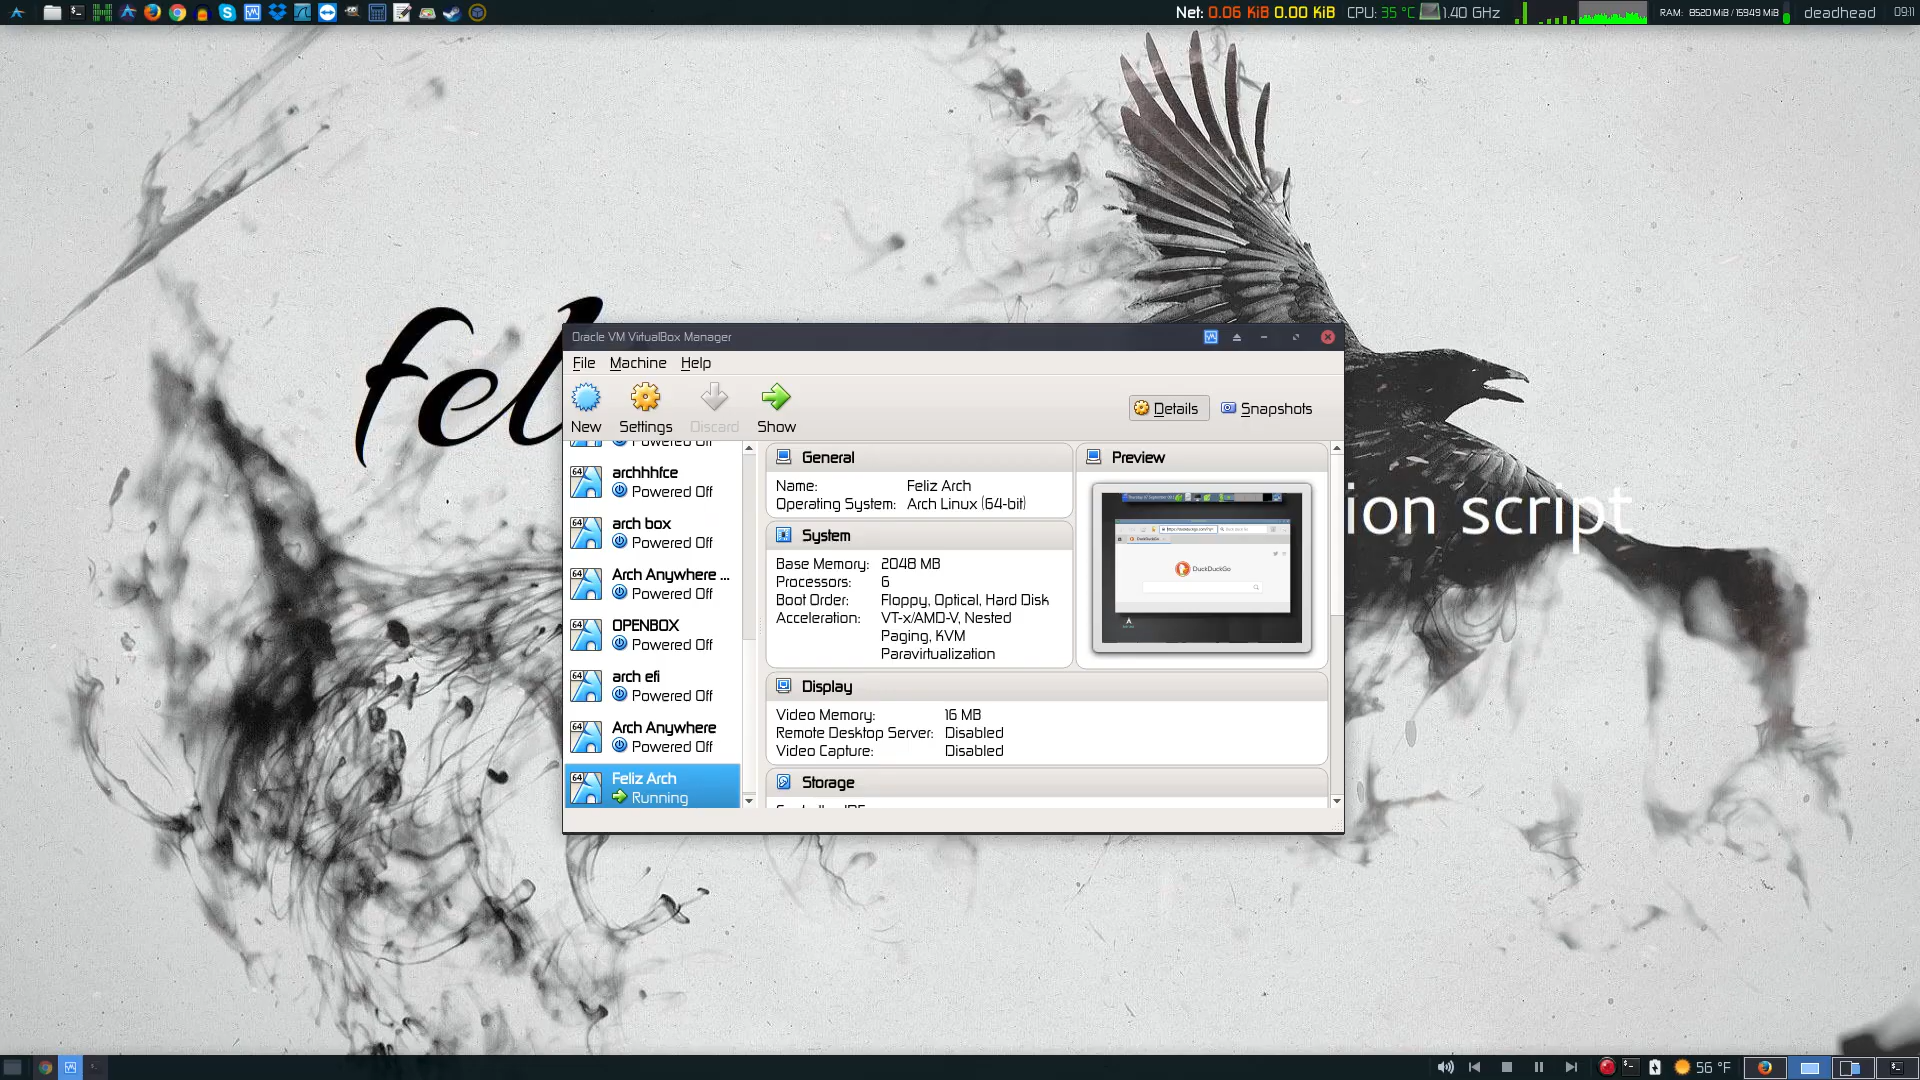 Net: 0.06 KiB 0.00 KiB CPU: 35 °C 1.40 GHz RAM: 8520 MiB / 15949 MiB deadhead 09:11
fel
ion script
Oracle VM VirtualBox Manager
File Machine Help
New Settings Discard Show Details Snapshots
Powered Off
archhhfce
Powered Off
arch box
Powered Off
Arch Anywhere ...
Powered Off
OPENBOX
Powered Off
arch efi
Powered Off
Arch Anywhere
Powered Off
Feliz Arch
Running
General
Name: Feliz Arch
Operating System: Arch Linux (64-bit)
System
Base Memory: 2048 MB
Processors: 6
Boot Order: Floppy, Optical, Hard Disk
Acceleration: VT-x/AMD-V, Nested
Paging, KVM
Paravirtualization
Preview
DuckDuckGo
Display
Video Memory: 16 MB
Remote Desktop Server: Disabled
Video Capture: Disabled
Storage
56 °F